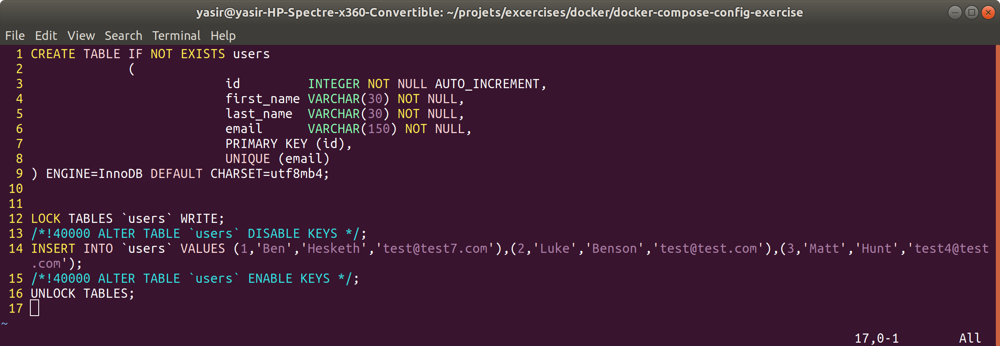 yasir@yasir-HP-Spectre-x360-Convertible: ~/projets/excercises/docker/docker-compose-config-exercise
File Edit View Search Terminal Help
1 CREATE TABLE IF NOT EXISTS users
2 (
3 id INTEGER NOT NULL AUTO_INCREMENT,
4 first_name VARCHAR(30) NOT NULL,
5 last_name VARCHAR(30) NOT NULL,
6 email VARCHAR(150) NOT NULL,
7 PRIMARY KEY (id),
8 UNIQUE (email)
9 ) ENGINE=InnoDB DEFAULT CHARSET=utf8mb4;
10
11
12 LOCK TABLES `users` WRITE;
13 /*!40000 ALTER TABLE `users` DISABLE KEYS */;
14 INSERT INTO `users` VALUES (1,'Ben','Hesketh','test@test7.com'),(2,'Luke','Benson','test@test.com'),(3,'Matt','Hunt','test4@test
.com');
15 /*!40000 ALTER TABLE `users` ENABLE KEYS */;
16 UNLOCK TABLES;
17
~
17,0-1 All